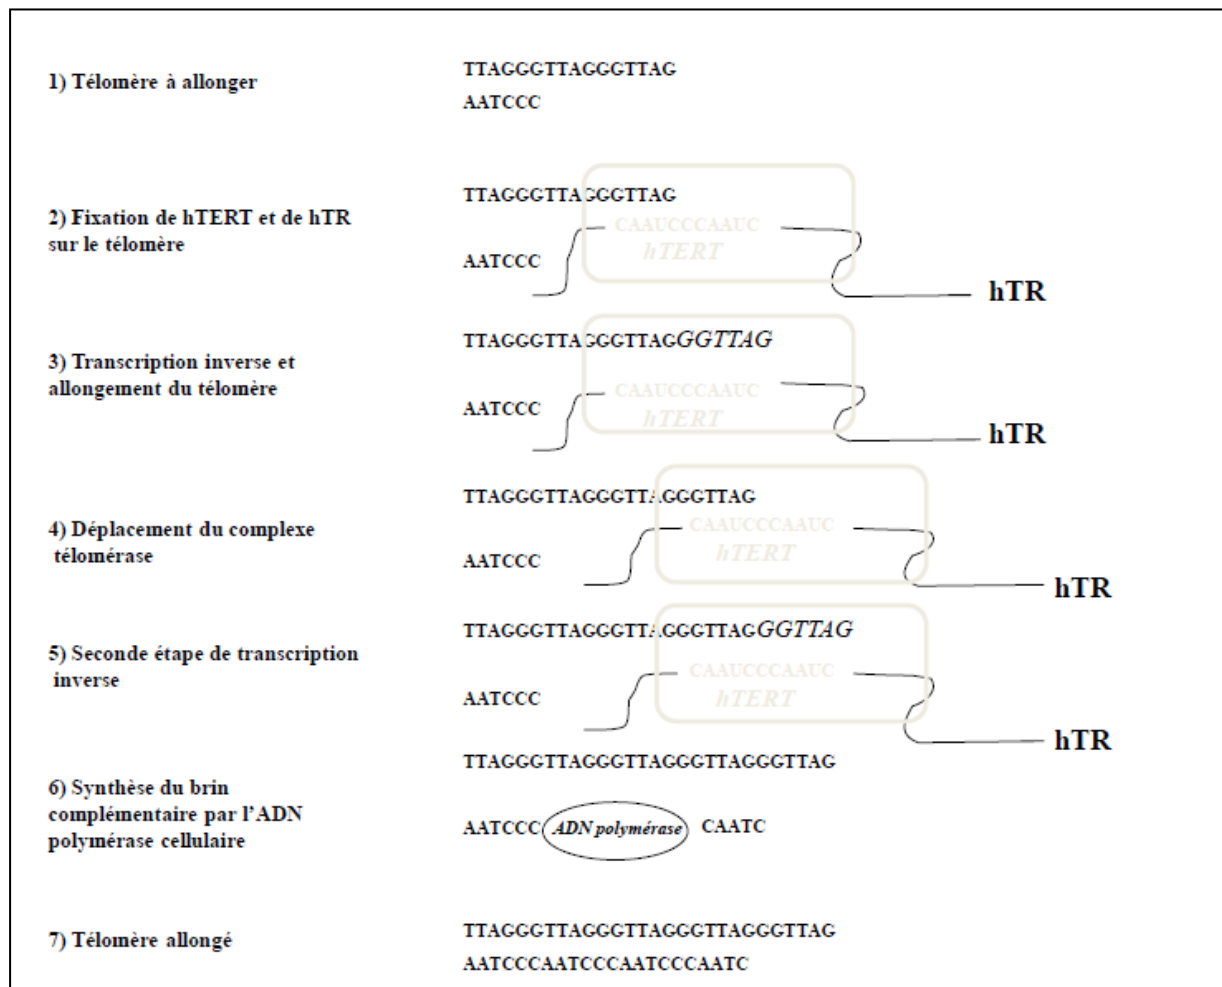 1) Télomère à allonger
TTAGGGTTAGGGTTAG
AATCCC
2) Fixation de hTERT et de hTR
sur le télomère
TTAGGGTTAGGGTTAG
CAAUCCCAAUC
hTERT
AATCCC
hTR
3) Transcription inverse et
allongement du télomère
TTAGGGTTAGGGTTAGGGTTAG
CAAUCCCAAUC
hTERT
AATCCC
hTR
4) Déplacement du complexe
télomérase
TTAGGGTTAGGGTTAGGGTTAG
CAAUCCCAAUC
hTERT
AATCCC
hTR
5) Seconde étape de transcription
inverse
TTAGGGTTAGGGTTAGGGTTAGGGTTAG
CAAUCCCAAUC
hTERT
AATCCC
hTR
6) Synthèse du brin
complémentaire par l’ADN
polymérase cellulaire
TTAGGGTTAGGGTTAGGGTTAGGGTTAG
AATCCC ADN polymérase CAATC
7) Télomère allongé
TTAGGGTTAGGGTTAGGGTTAGGGTTAG
AATCCCAATCCCAATCCCAATC